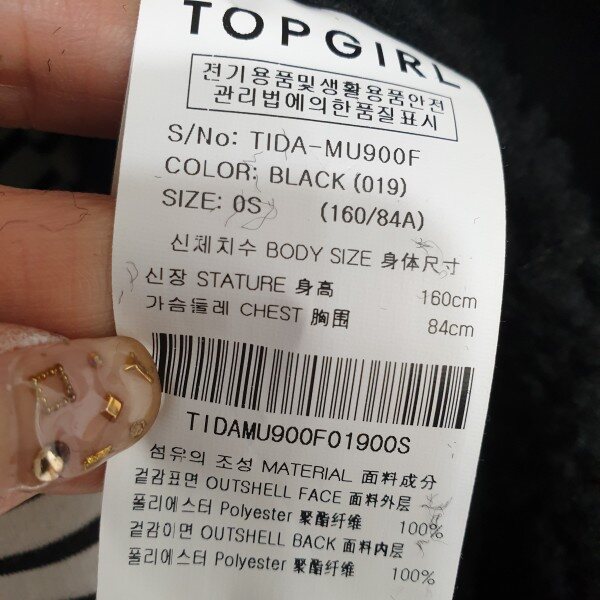 TOPGIRL
전기용품및생활용품안전
관리법에의한품질표시
S/No: TIDA-MU900F
COLOR: BLACK (019)
SIZE: 0S (160/84A)
신체치수 BODY SIZE 身体尺寸
신장 STATURE 身高 160cm
가슴둘레 CHEST 胸围 84cm
TIDAMU900F01900S
섬유의 조성 MATERIAL 面料成分
겉감표면 OUTSHELL FACE 面料外层
폴리에스터 Polyester 聚酯纤维 100%
겉감이면 OUTSHELL BACK 面料内层
폴리에스터 Polyester 聚酯纤维 100%